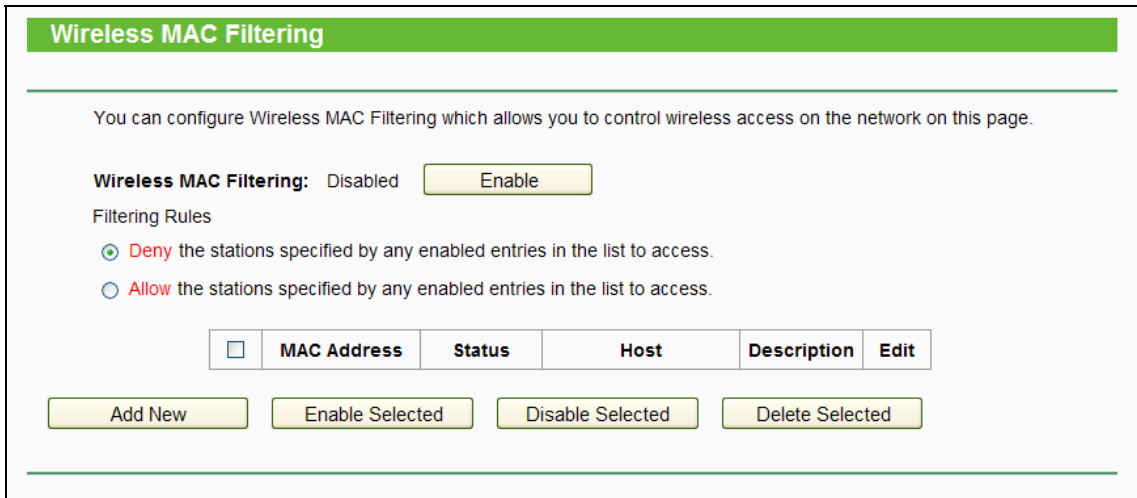 Wireless MAC Filtering
You can configure Wireless MAC Filtering which allows you to control wireless access on the network on this page.
Wireless MAC Filtering: Disabled Enable
Filtering Rules
Deny the stations specified by any enabled entries in the list to access.
Allow the stations specified by any enabled entries in the list to access.
MAC Address Status Host Description Edit
Add New Enable Selected Disable Selected Delete Selected